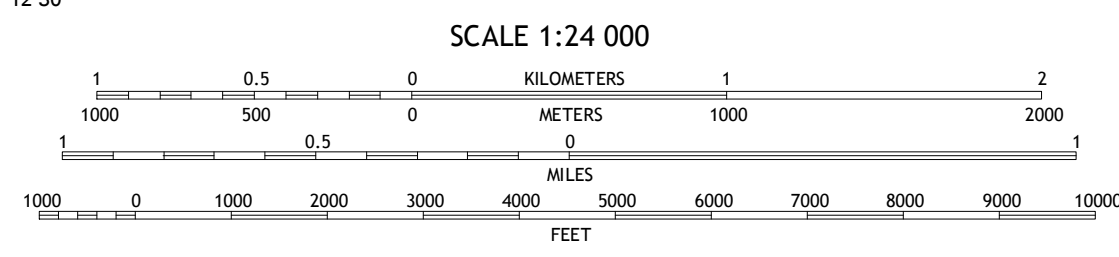 SCALE 1:24 000
1 0.5 0 KILOMETERS 1 2
1000 500 0 METERS 1000 2000
1 0.5 0 1
MILES
1000 0 1000 2000 3000 4000 5000 6000 7000 8000 9000 10000
FEET